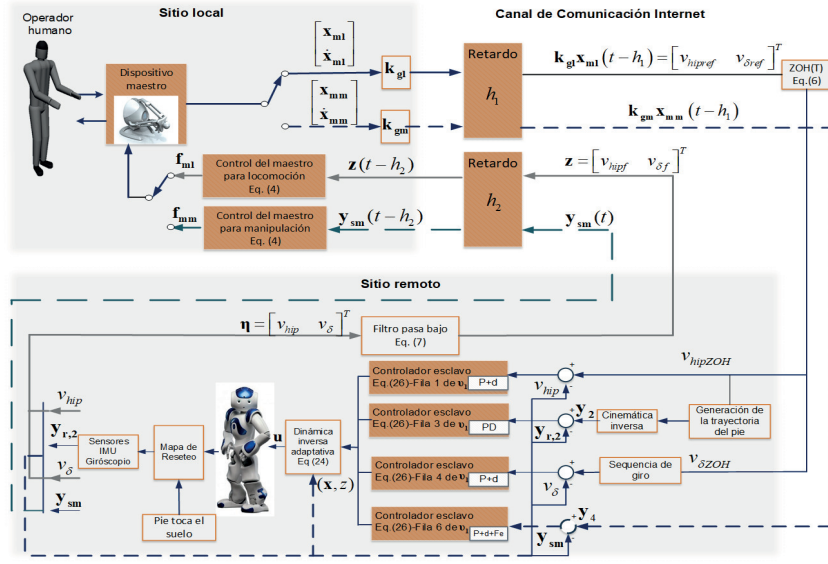 Operador humano
Sitio local
Canal de Comunicación Internet
Dispositivo maestro
[x_m1 ẋ_m1]
[x_mm ẋ_mm]
k_g1
k_gm
Retardo h_1
k_g1 x_m1 (t − h_1) = [v_hipref v_δref]^T
ZOH(T) Eq.(6)
k_gm x_mm (t − h_1)
f_m1
Control del maestro para locomoción Eq. (4)
z(t − h_2)
Retardo h_2
z = [v_hipf v_δf]^T
f_mm
Control del maestro para manipulación Eq. (4)
y_sm (t − h_2)
y_sm (t)
Sitio remoto
η = [v_hip v_δ]^T
Filtro pasa bajo Eq. (7)
Controlador esclavo Eq.(26)-Fila 1 de υ_1
P+d
v_hip
+
-
v_hipZOH
Controlador esclavo Eq.(26)-Fila 3 de υ_1
PD
y_2
y_r,2
+
-
Cinemática inversa
Generación de la trayectoria del pie
Controlador esclavo Eq.(26)-Fila 4 de υ_1
P+d
v_δ
+
-
Sequencia de giro
v_δZOH
Controlador esclavo Eq.(26)-Fila 6 de υ_1
P+d+Fe
y_sm
+
-
y_4
Dinámica inversa adaptativa Eq (24)
u
(x, z)
Mapa de Reseteo
Pie toca el suelo
Sensores IMU Giróscopio
v_hip
y_r,2
v_δ
y_sm